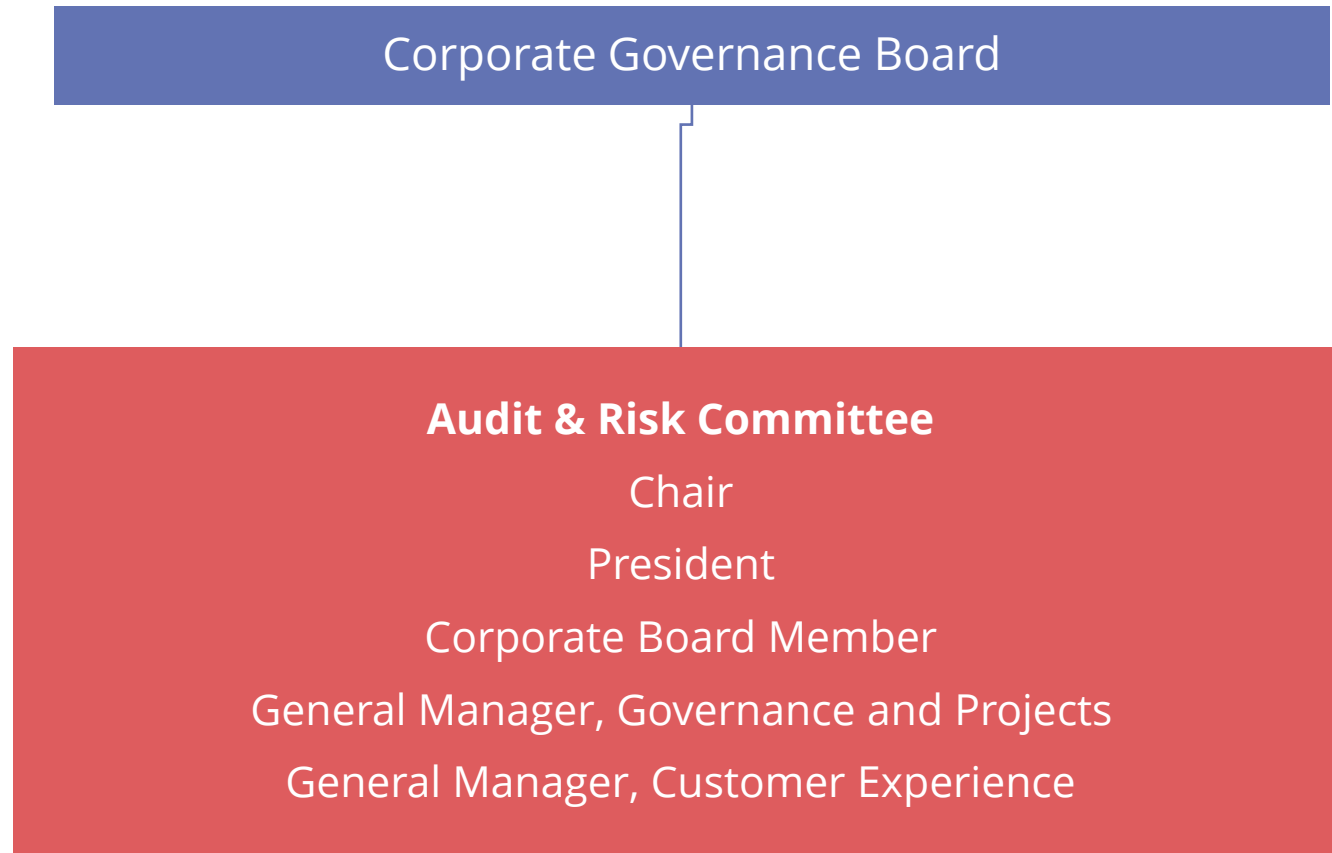 Corporate Governance Board
Audit & Risk Committee
Chair
President
Corporate Board Member
General Manager, Governance and Projects
General Manager, Customer Experience